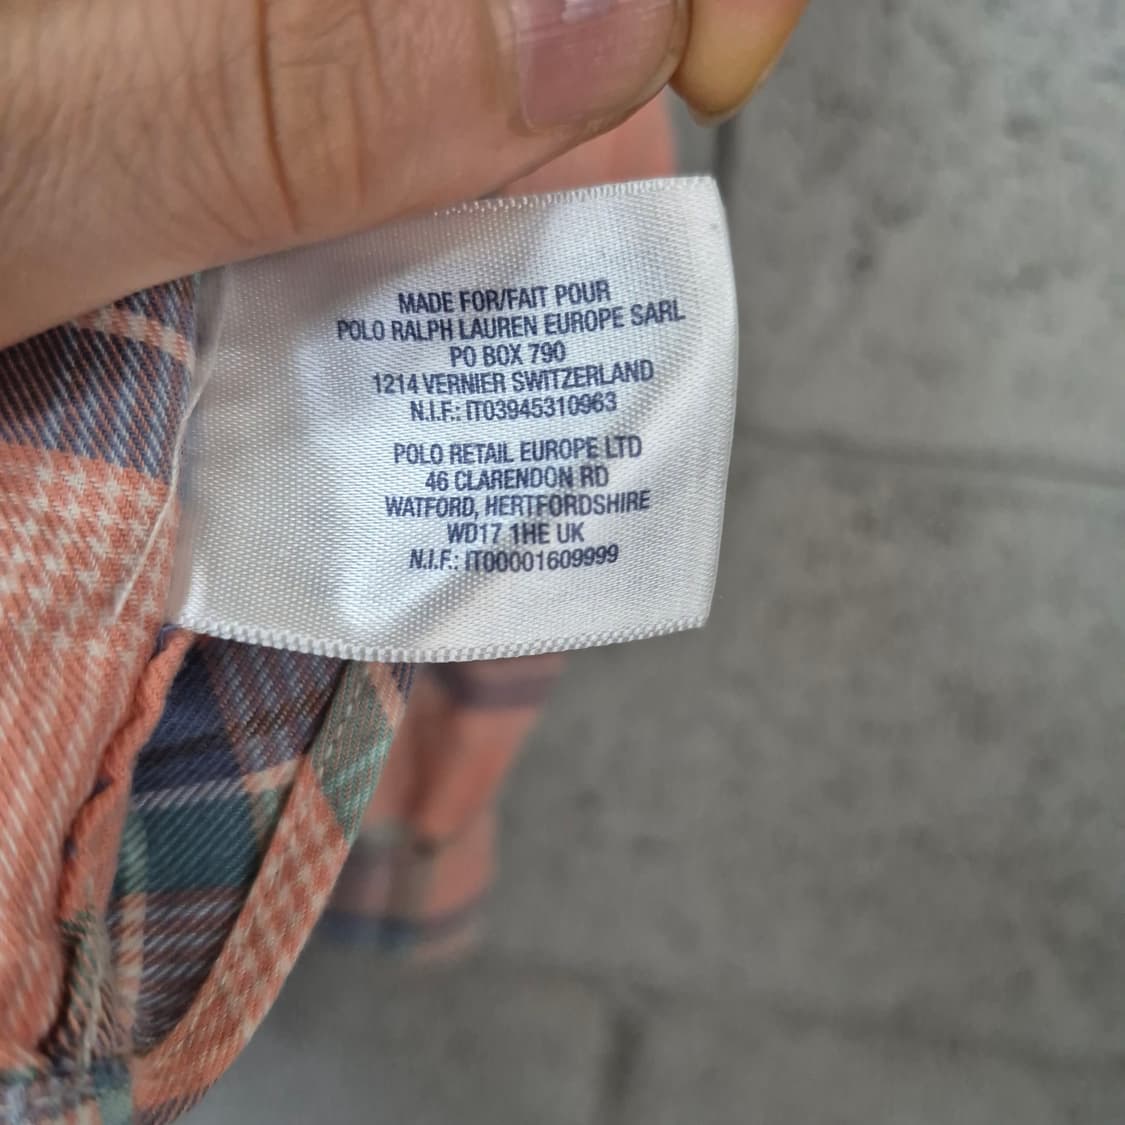 MADE FOR/FAIT POUR
POLO RALPH LAUREN EUROPE SARL
PO BOX 790
1214 VERNIER SWITZERLAND
N.I.F.: IT03945310963
POLO RETAIL EUROPE LTD
46 CLARENDON RD
WATFORD, HERTFORDSHIRE
WD17 1HE UK
N.I.F.: IT00001609999